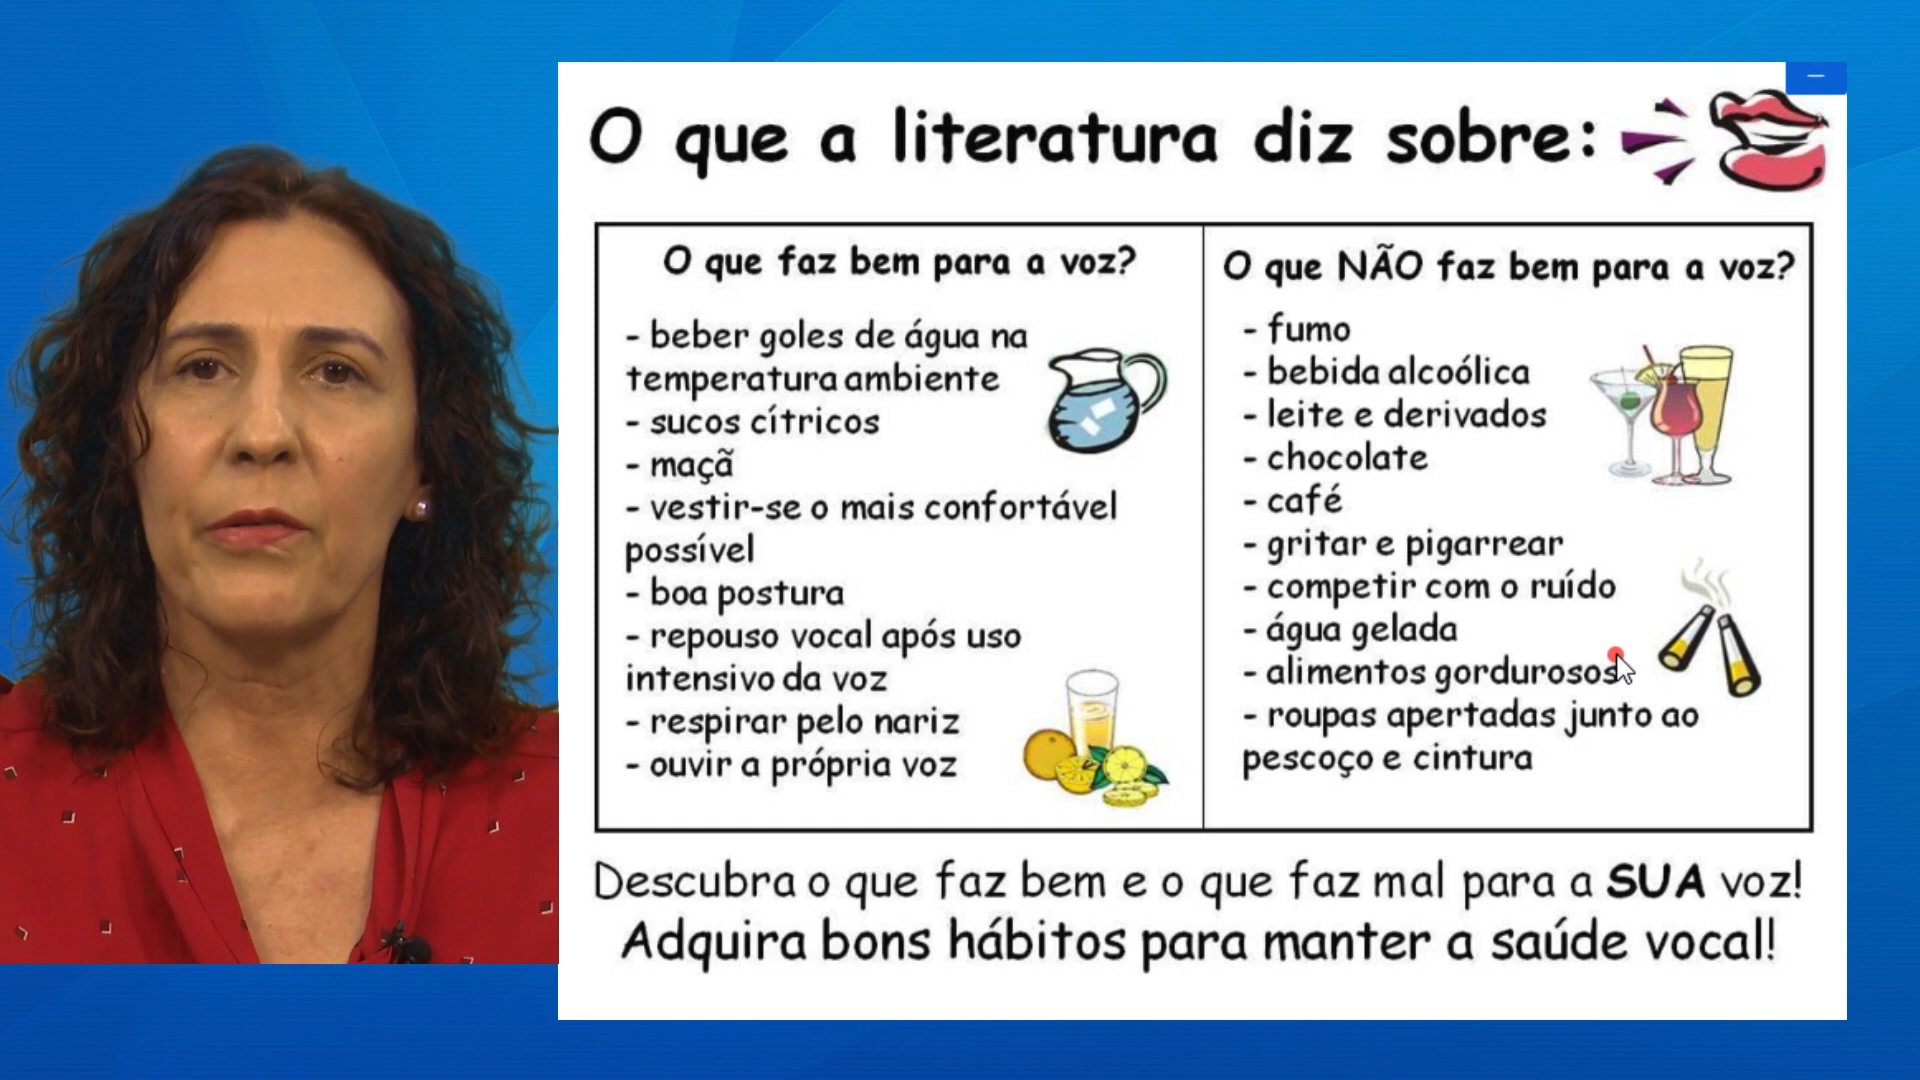 O que a literatura diz sobre:
O que faz bem para a voz?
- beber goles de água na
temperatura ambiente
- sucos cítricos
- maçã
- vestir-se o mais confortável
possível
- boa postura
- repouso vocal após uso
intensivo da voz
- respirar pelo nariz
- ouvir a própria voz
O que NÃO faz bem para a voz?
- fumo
- bebida alcoólica
- leite e derivados
- chocolate
- café
- gritar e pigarrear
- competir com o ruído
- água gelada
- alimentos gordurosos
- roupas apertadas junto ao
pescoço e cintura
Descubra o que faz bem e o que faz mal para a SUA voz!
Adquira bons hábitos para manter a saúde vocal!